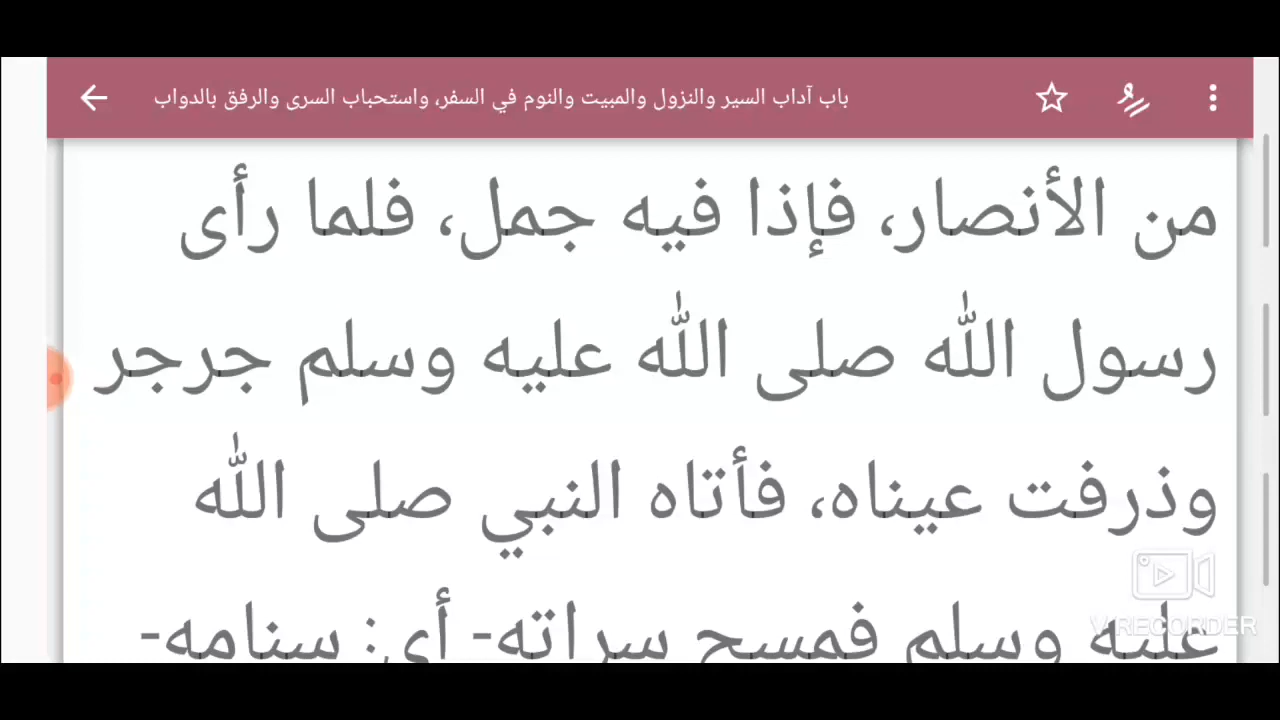 باب آداب السير والنزول والمبيت والنوم في السفر، واستحباب السرى والرفق بالدواب
من الأنصار، فإذا فيه جمل، فلما رأى
رسول الله صلى الله عليه وسلم جرجر
وذرفت عيناه، فأتاه النبي صلى الله
عليه وسلم فمسح سراته- أي: سنامه-
V RECORDER